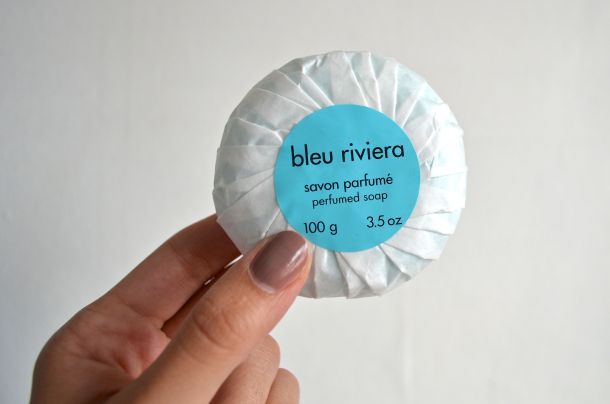 bleu riviera
savon parfumé
perfumed soap
100 g 3.5 oz